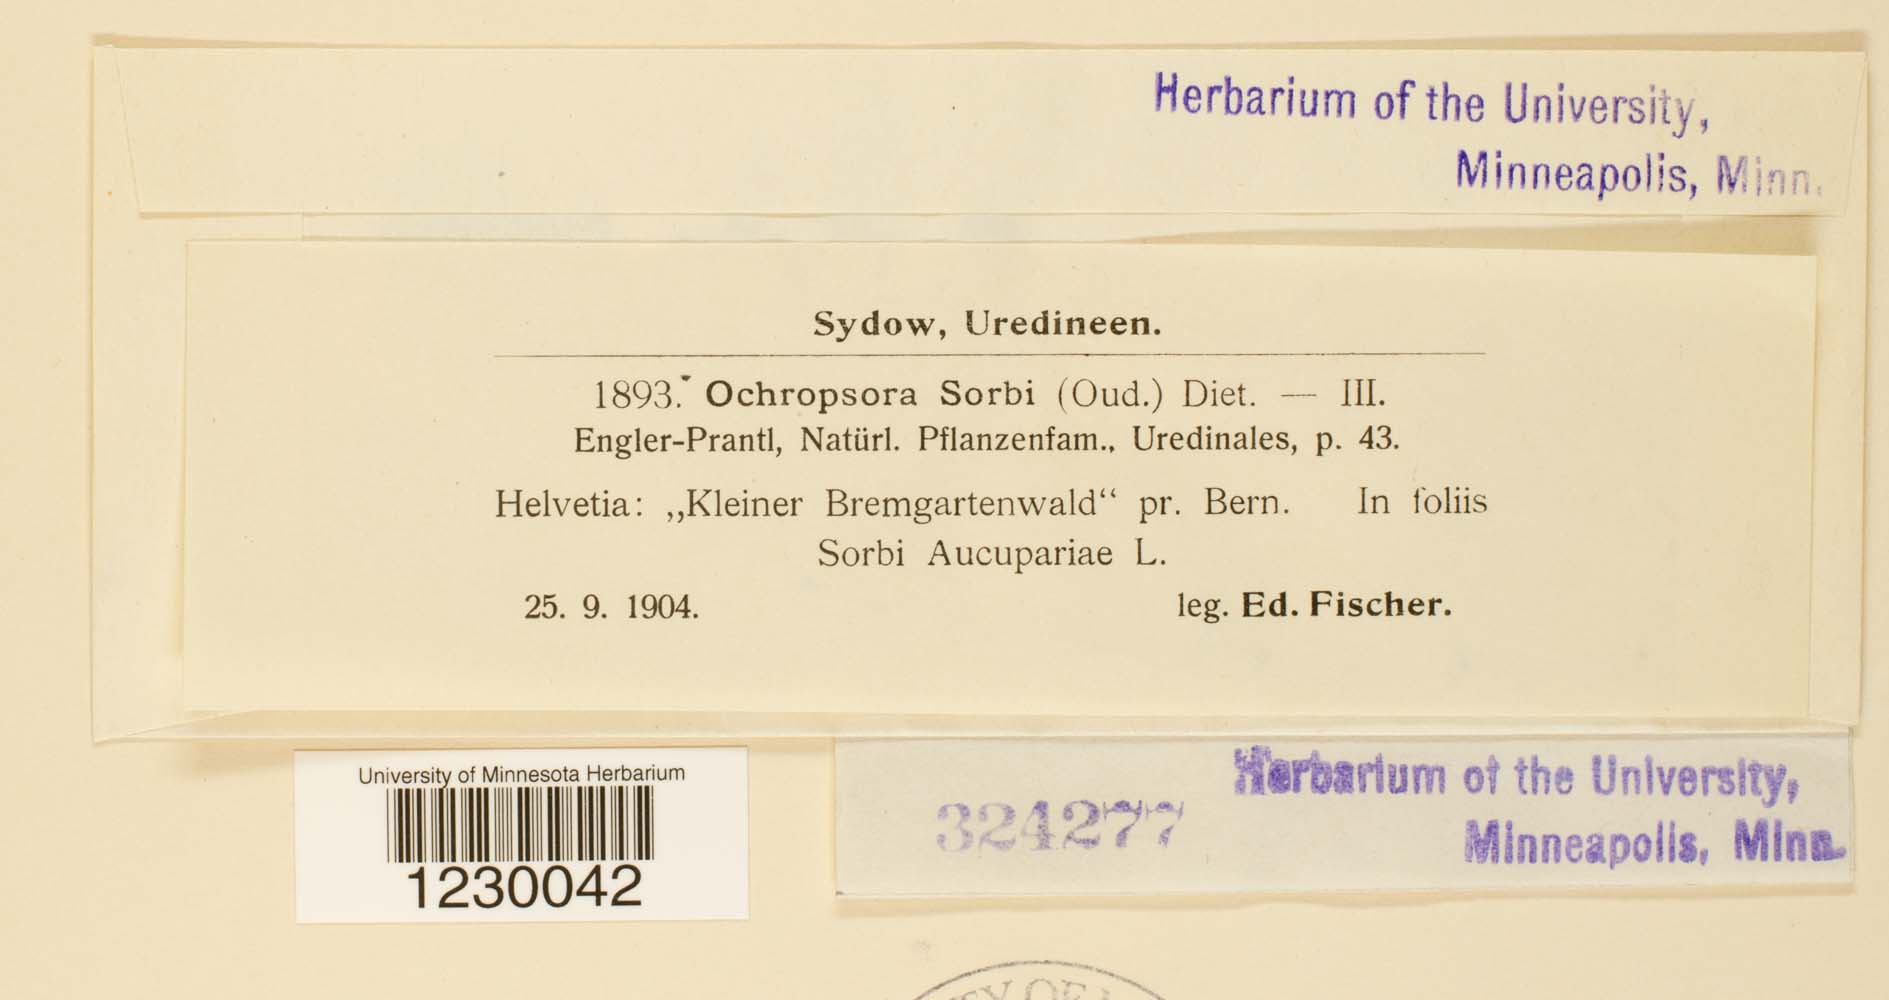 Herbarium of the University,
Minneapolis, Minn.
Sydow, Uredineen.
1893. Ochropsora Sorbi (Oud.) Diet. — III.
Engler-Prantl, Natürl. Pflanzenfam., Uredinales, p. 43.
Helvetia: „Kleiner Bremgartenwald“ pr. Bern. In foliis
Sorbi Aucupariae L.
25. 9. 1904. leg. Ed. Fischer.
University of Minnesota Herbarium
1230042
324277
Herbarium of the University,
Minneapolis, Minn.
OF